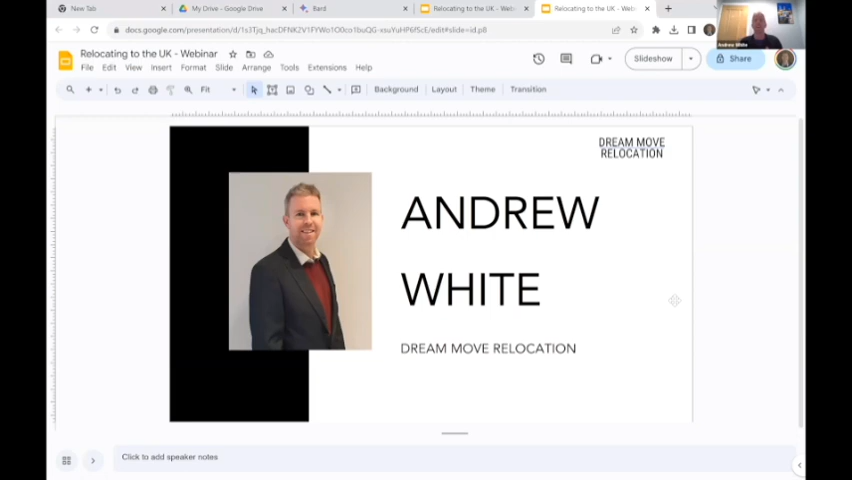 New Tab
My Drive - Google Drive
Bard
Relocating to the UK - Webi
Relocating to the UK - Webi
docs.google.com/presentation/d/1s3Tjq_hacDFNK2V1FYWo1O0co1buQG-xsuYuHP6f5cE/edit#slide=id.p8
Relocating to the UK - Webinar
File Edit View Insert Format Slide Arrange Tools Extensions Help
Slideshow
Share
Fit
Background Layout Theme Transition
DREAM MOVE
RELOCATION
ANDREW
WHITE
DREAM MOVE RELOCATION
Click to add speaker notes
Andrew White